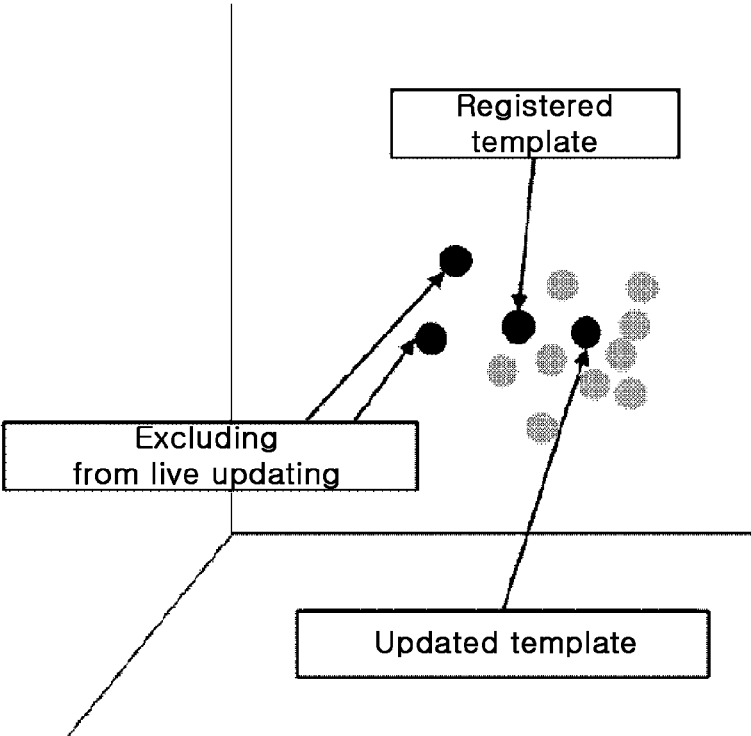 Registered
template
Excluding
from live updating
Updated template